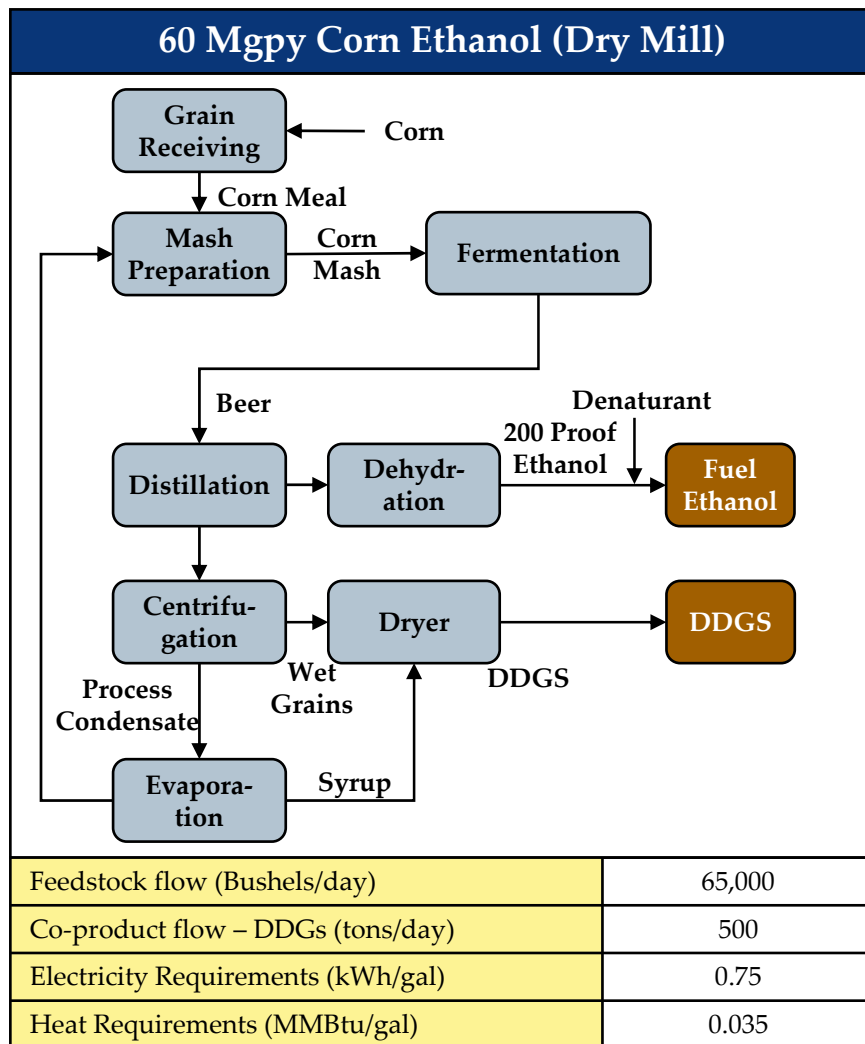 60 Mgpy Corn Ethanol (Dry Mill)
Grain
Receiving
Corn
Corn Meal
Mash
Preparation
Corn
Mash
Fermentation
Beer
Denaturant
200 Proof
Ethanol
Distillation
Dehydr-
ation
Fuel
Ethanol
Centrifu-
gation
Dryer
DDGS
Wet
Grains
DDGS
Process
Condensate
Evapora-
tion
Syrup
Feedstock flow (Bushels/day) 65,000
Co-product flow – DDGs (tons/day) 500
Electricity Requirements (kWh/gal) 0.75
Heat Requirements (MMBtu/gal) 0.035